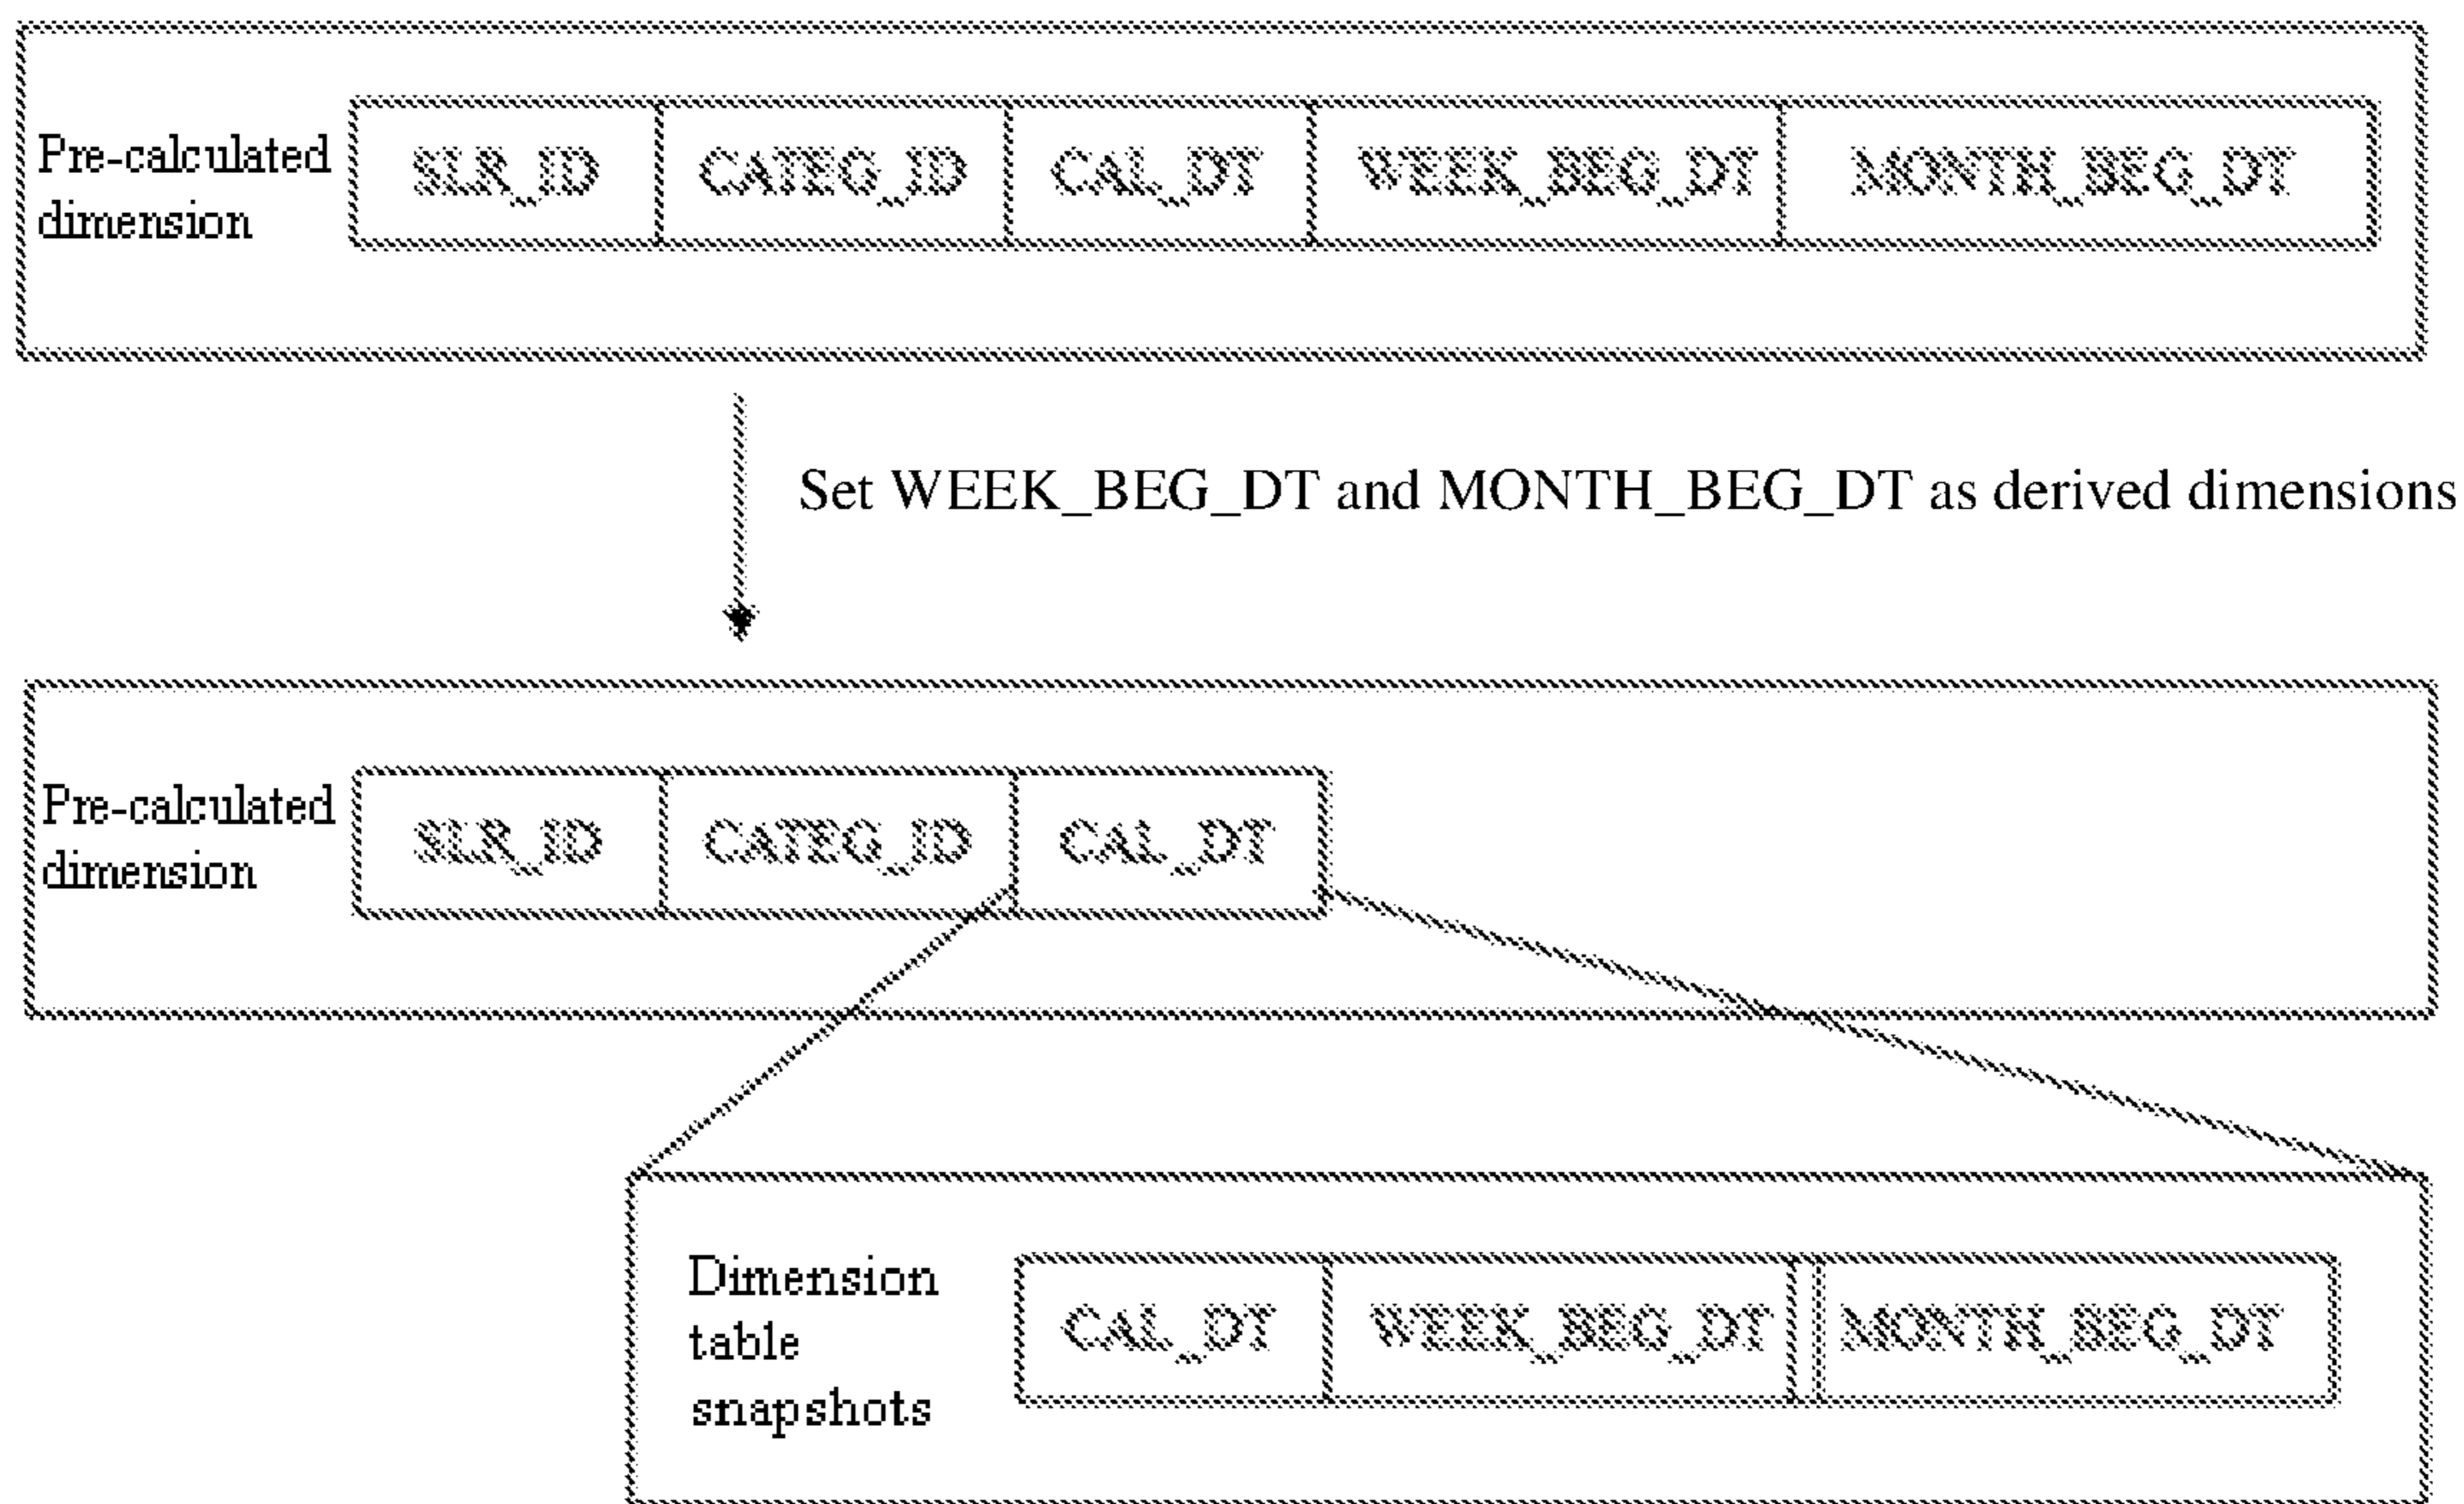 Pre-calculated
dimension
SLR_ID CATEG_ID CAL_DT WEEK_BEG_DT MONTH_BEG_DT
Set WEEK_BEG_DT and MONTH_BEG_DT as derived dimensions
Pre-calculated
dimension
SLR_ID CATEG_ID CAL_DT
Dimension
table
snapshots
CAL_DT WEEK_BEG_DT MONTH_BEG_DT